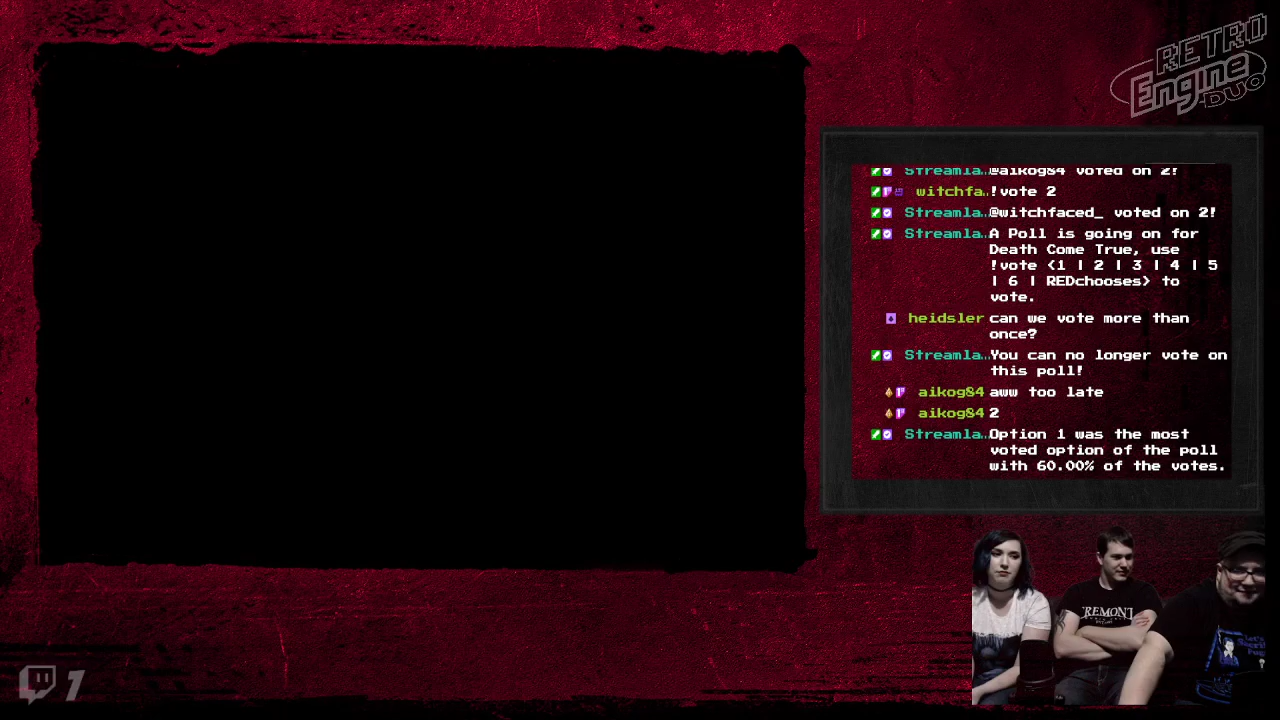 RETRO
Engine
DUO
Streamla..@aikog84 voted on 2!
witchfa..!vote 2
Streamla..@witchfaced_ voted on 2!
Streamla..A Poll is going on for
Death Come True, use
!vote <1 | 2 | 3 | 4 | 5
| 6 | REDchooses> to
vote.
heidsler can we vote more than
once?
Streamla..You can no longer vote on
this poll!
aikog84 aww too late
aikog84 2
Streamla..Option 1 was the most
voted option of the poll
with 60.00% of the votes.
1